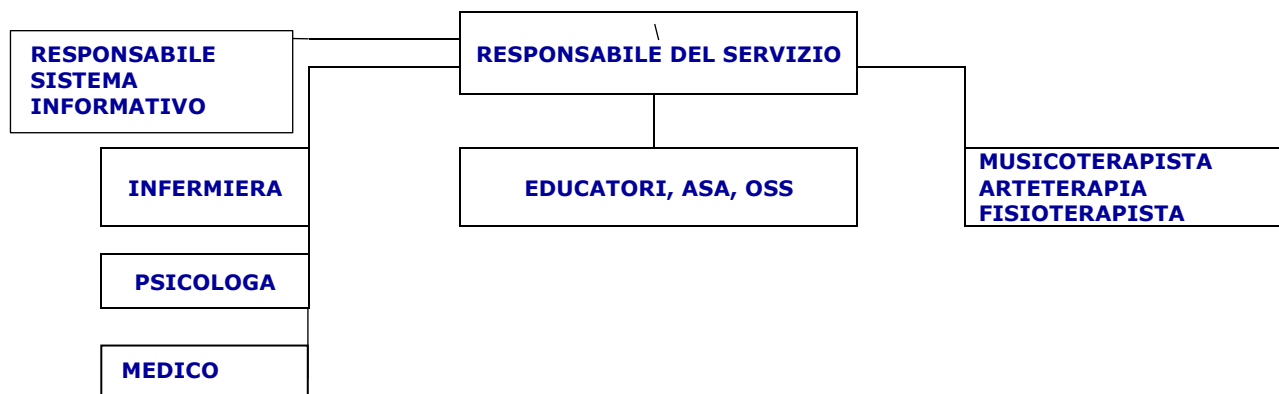 \
RESPONSABILE DEL SERVIZIO
RESPONSABILE
SISTEMA
INFORMATIVO
INFERMIERA
EDUCATORI, ASA, OSS
MUSICOTERAPISTA
ARTETERAPIA
FISIOTERAPISTA
PSICOLOGA
MEDICO